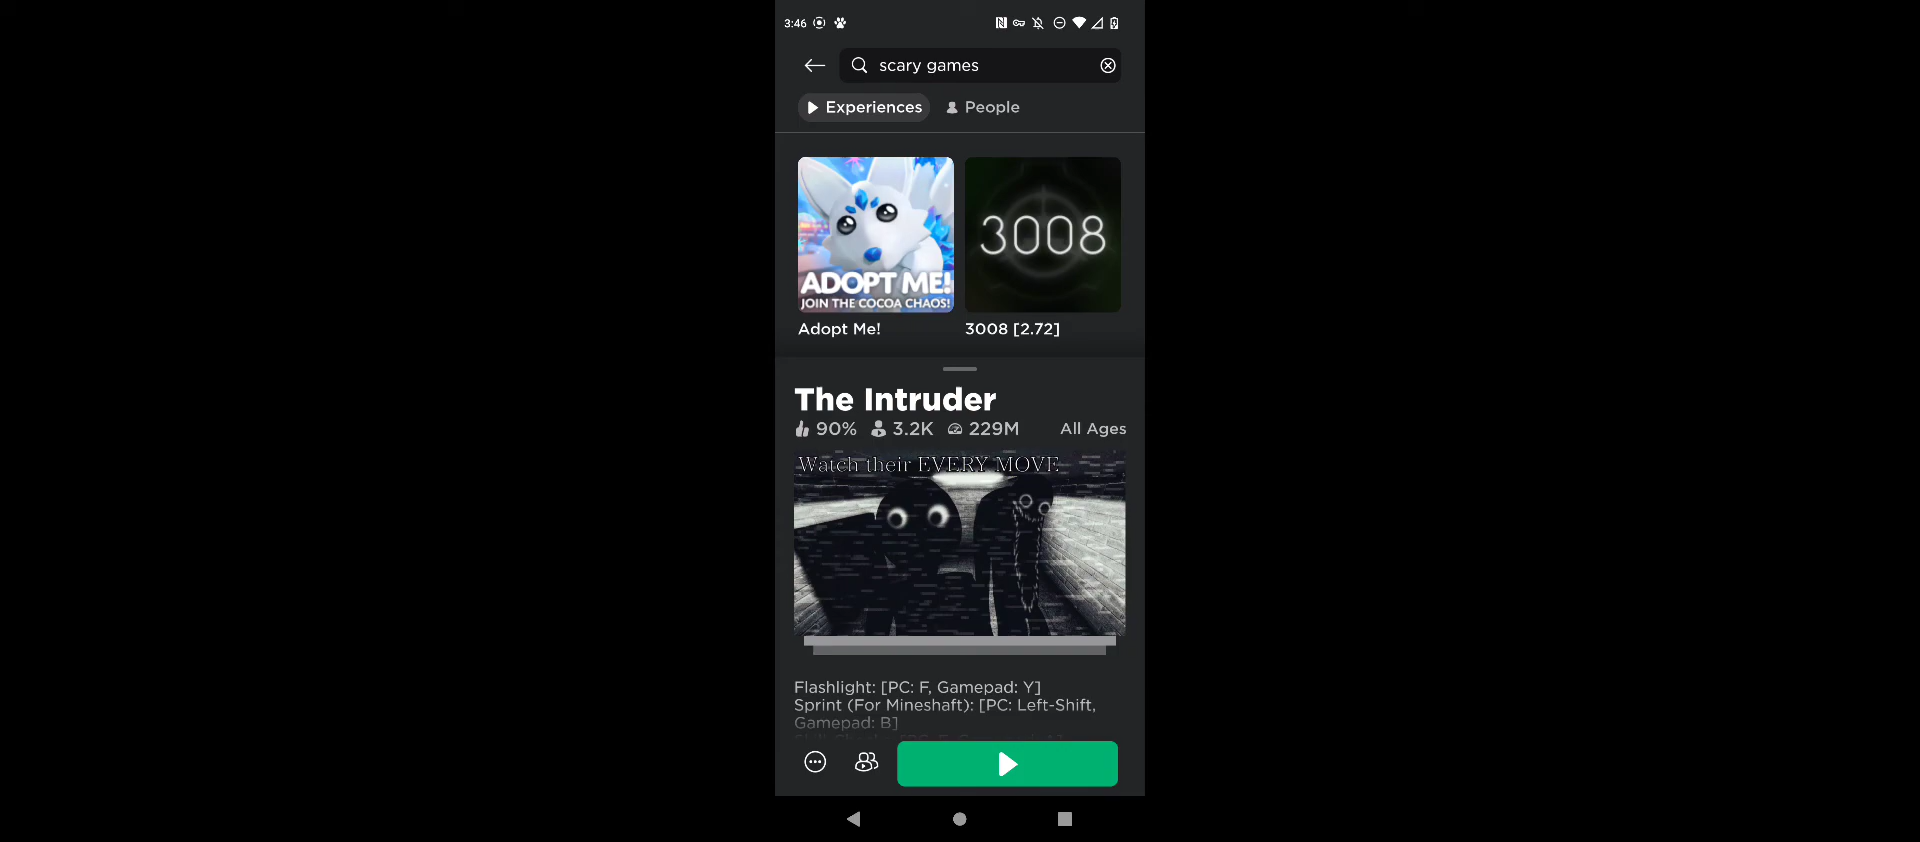 3:46
scary games
Experiences
People
3008
ADOPT ME!
JOIN THE COCOA CHAOS!
Adopt Me!
3008 [2.72]
The Intruder
90%
3.2K
229M
All Ages
Watch their EVERY MOVE
Flashlight: [PC: F, Gamepad: Y]
Sprint (For Mineshaft): [PC: Left-Shift,
Gamepad: B]